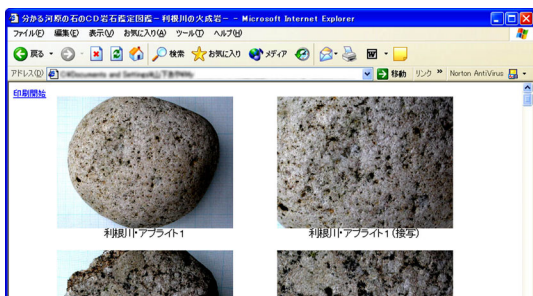 分かる河原の石のCD岩石鑑定図鑑－利根川の火成岩－ - Microsoft Internet Explorer
ファイル(F) 編集(E) 表示(V) お気に入り(A) ツール(T) ヘルプ(H)
戻る 検索 お気に入り メディア
アドレス(D) 移動 リンク » Norton AntiVirus
印刷開始
利根川・アプライト1 利根川・アプライト1(接写)